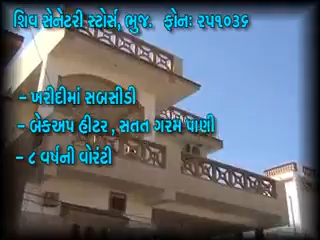 શિવ સેનેટરી સ્ટોર્સ, ભુજ. ફોનઃ ૨૫૧૦૩૬
- ખરીદીમાં સબસીડી
- બેકઅપ હીટર , સતત ગરમ પાણી
- ૮ વર્ષની વોરંટી